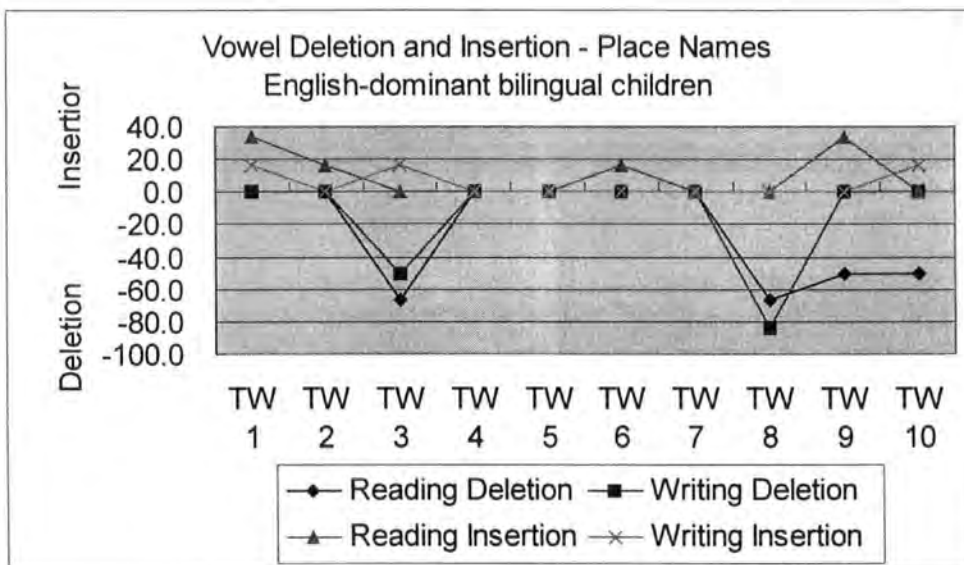 Vowel Deletion and Insertion - Place Names
English-dominant bilingual children
Insertior
Deletion
40.0
20.0
0.0
-20.0
-40.0
-60.0
-80.0
-100.0
TW TW TW TW TW TW TW TW TW TW
1 2 3 4 5 6 7 8 9 10
Reading Deletion Writing Deletion
Reading Insertion Writing Insertion